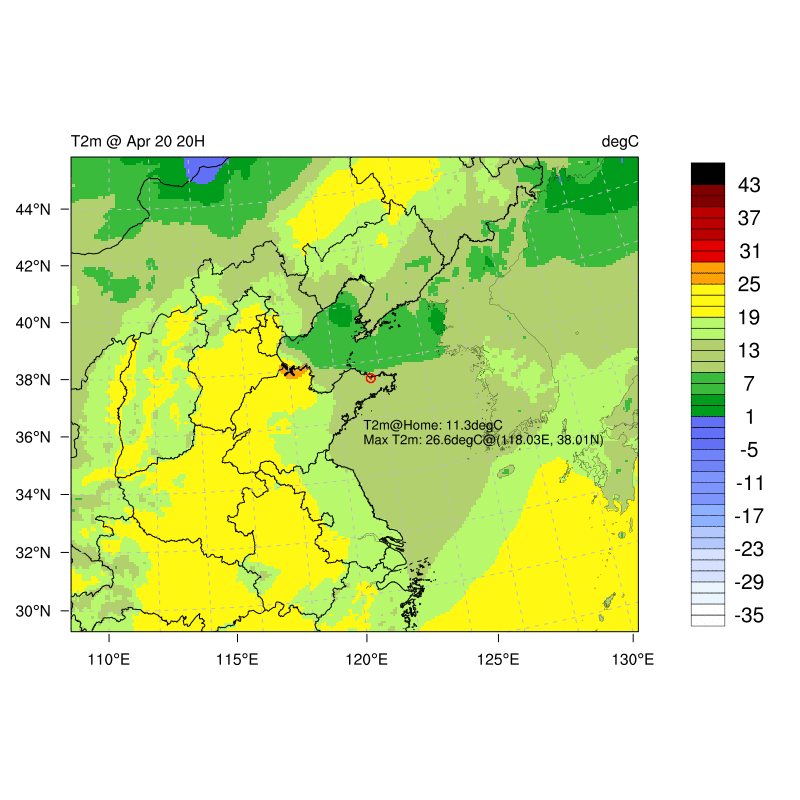 T2m @ Apr 20 20H
degC
44°N
42°N
40°N
38°N
36°N
34°N
32°N
30°N
110°E
115°E
120°E
125°E
130°E
T2m@Home: 11.3degC
Max T2m: 26.6degC@(118.03E, 38.01N)
43
37
31
25
19
13
7
1
-5
-11
-17
-23
-29
-35